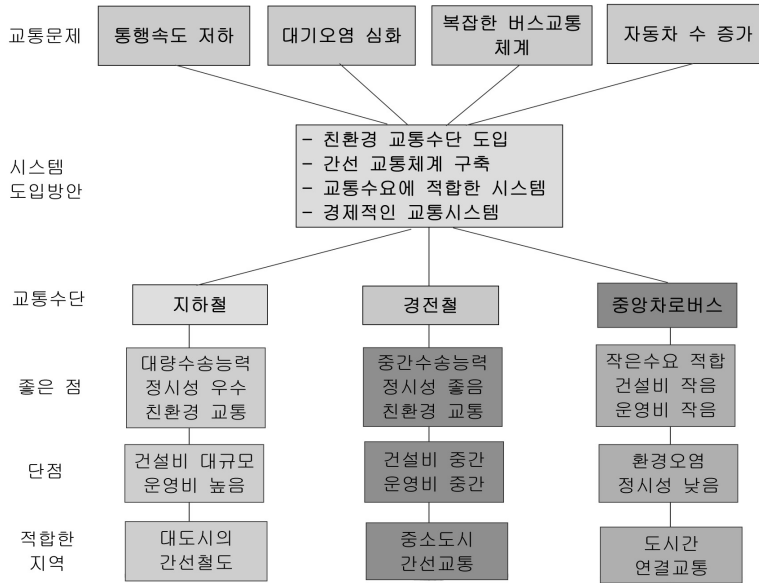 교통문제
통행속도 저하
대기오염 심화
복잡한 버스교통
체계
자동차 수 증가
시스템
도입방안
– 친환경 교통수단 도입
– 간선 교통체계 구축
– 교통수요에 적합한 시스템
– 경제적인 교통시스템
교통수단
지하철
경전철
중앙차로버스
좋은 점
대량수송능력
정시성 우수
친환경 교통
중간수송능력
정시성 좋음
친환경 교통
작은수요 적합
건설비 작음
운영비 작음
단점
건설비 대규모
운영비 높음
건설비 중간
운영비 중간
환경오염
정시성 낮음
적합한
지역
대도시의
간선철도
중소도시
간선교통
도시간
연결교통